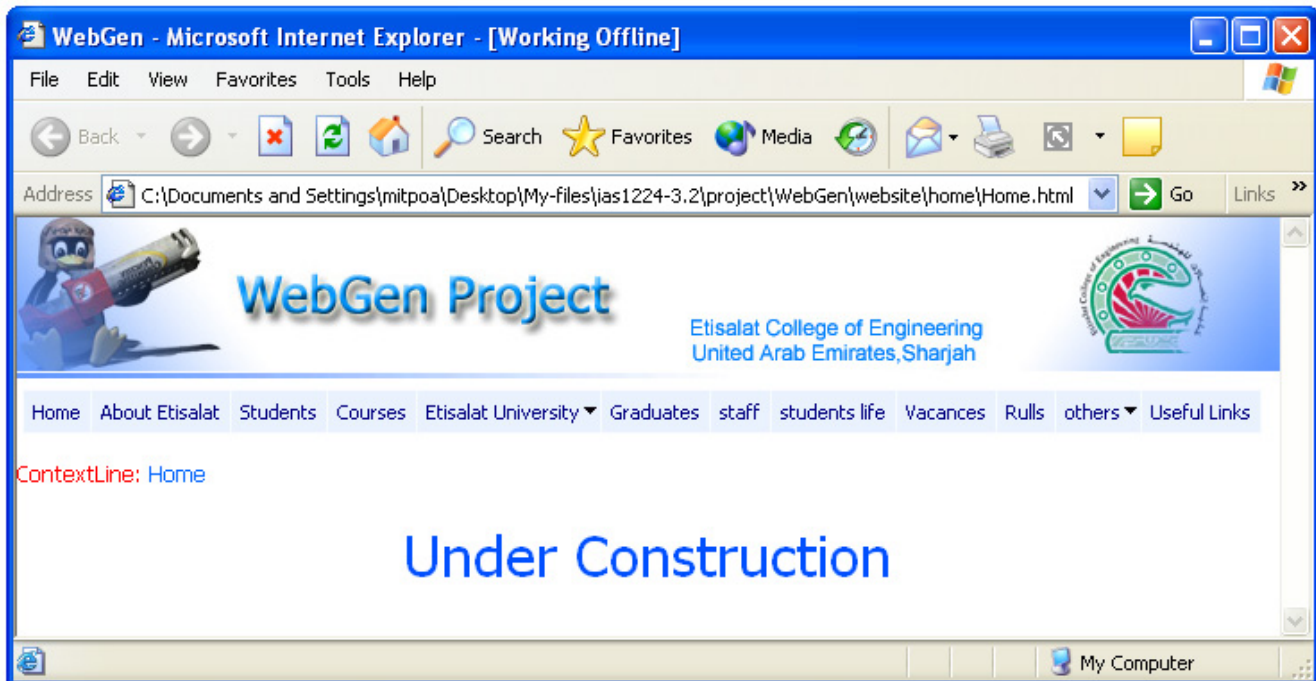 WebGen - Microsoft Internet Explorer - [Working Offline]
File Edit View Favorites Tools Help
Back Search Favorites Media
Address C:\Documents and Settings\mitpoa\Desktop\My-files\ias1224-3.2\project\WebGen\website\home\Home.html Go Links »
WebGen Project
Etisalat College of Engineering
United Arab Emirates,Sharjah
Home About Etisalat Students Courses Etisalat University Graduates staff students life Vacances Rulls others Useful Links
ContextLine: Home
Under Construction
My Computer